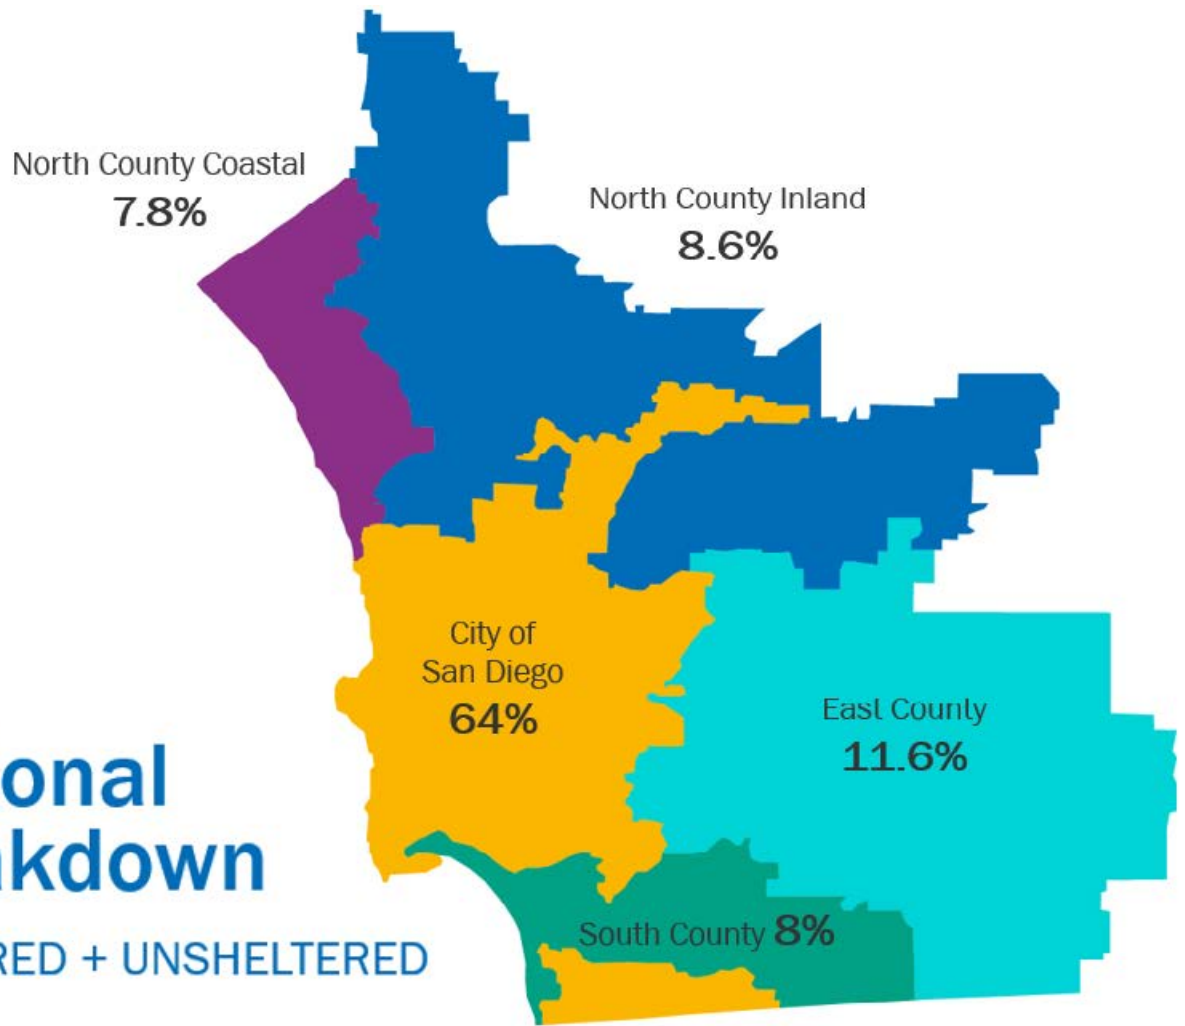 North County Coastal
7.8%
North County Inland
8.6%
City of
San Diego
64%
East County
11.6%
South County 8%
onal
kdown
RED + UNSHELTERED